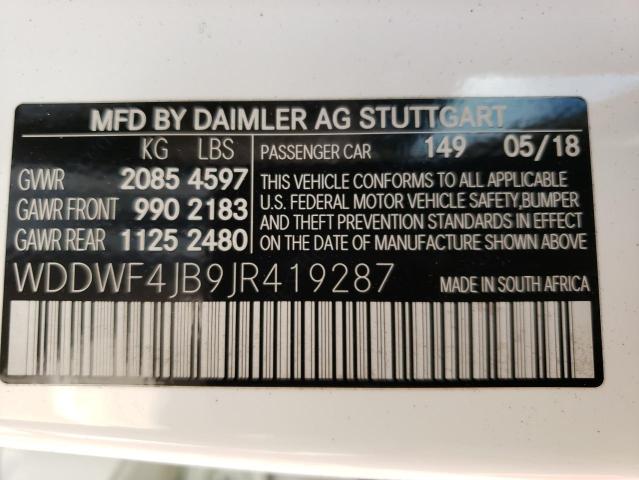 MFD BY DAIMLER AG STUTTGART
KG LBS
GVWR 2085 4597
GAWR FRONT 990 2183
GAWR REAR 1125 2480
PASSENGER CAR 149 05/18
THIS VEHICLE CONFORMS TO ALL APPLICABLE
U.S. FEDERAL MOTOR VEHICLE SAFETY,BUMPER
AND THEFT PREVENTION STANDARDS IN EFFECT
ON THE DATE OF MANUFACTURE SHOWN ABOVE
WDDWF4JB9JR419287
MADE IN SOUTH AFRICA